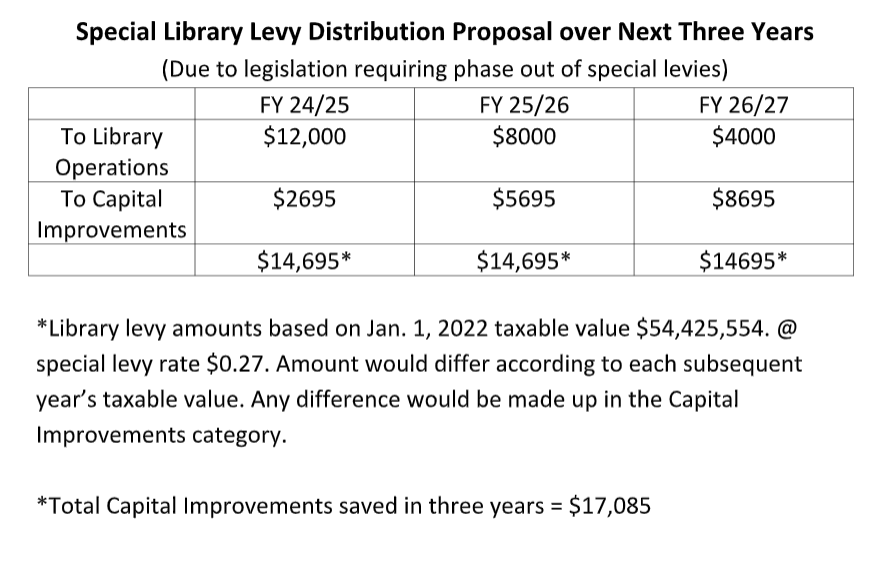 Special Library Levy Distribution Proposal over Next Three Years
(Due to legislation requiring phase out of special levies)
FY 24/25 FY 25/26 FY 26/27
To Library Operations $12,000 $8000 $4000
To Capital Improvements $2695 $5695 $8695
$14,695* $14,695* $14695*
*Library levy amounts based on Jan. 1, 2022 taxable value $54,425,554. @
special levy rate $0.27. Amount would differ according to each subsequent
year’s taxable value. Any difference would be made up in the Capital
Improvements category.
*Total Capital Improvements saved in three years = $17,085